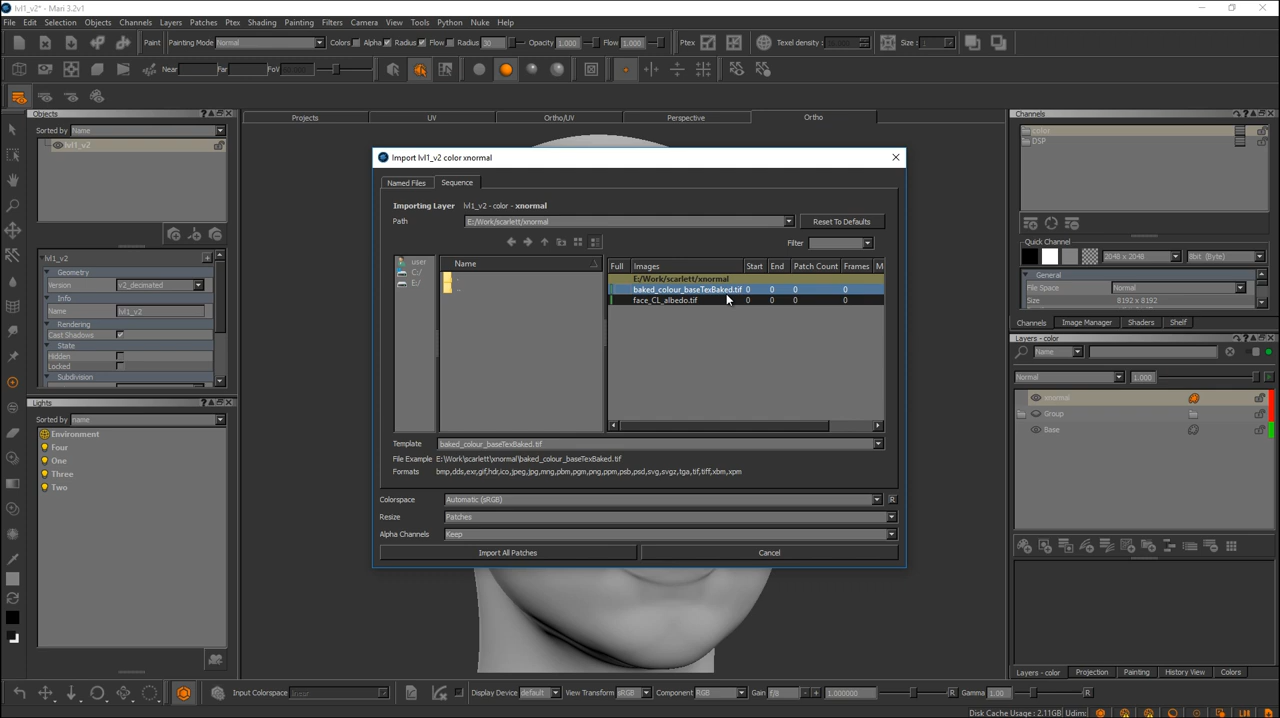 lvl1_v2* - Mari 3.2v1
File Edit Selection Objects Channels Layers Patches Ptex Shading Painting Filters Camera View Tools Python Nuke Help
Paint Painting Mode Normal Colors Alpha Radius Flow Radius 30 Opacity 1.000 Flow 1.000 Ptex Texel density Size: 1
Near Far FoV
Objects
Sorted by Name
lvl1_v2
lvl1_v2
Geometry
Version v2_decimated
Info
Name lvl1_v2
Rendering
Cast Shadows
State
Hidden
Locked
Subdivision
Lights
Sorted by name
Environment
Four
One
Three
Two
Projects UV Ortho/UV Perspective Ortho
Import lvl1_v2 color xnormal
Named Files Sequence
Importing Layer lvl1_v2 - color - xnormal
Path E:/Work/scarlett/xnormal Reset To Defaults
Filter
user
C:/
E:/
Name
.
..
Full Images Start End Patch Count Frames M
E:/Work/scarlett/xnormal
baked_colour_baseTexBaked.tif 0 0 0 0
face_CL_albedo.tif 0 0 0 0
Template baked_colour_baseTexBaked.tif
File Example E:\Work\scarlett\xnormal\baked_colour_baseTexBaked.tif
Formats bmp,dds,exr,gif,hdr,ico,jpeg,jpg,mng,pbm,pgm,png,ppm,psb,psd,svg,svgz,tga,tif,tiff,xbm,xpm
Colorspace Automatic (sRGB) R
Resize Patches
Alpha Channels Keep
Import All Patches Cancel
Channels
color
DSP
Quick Channel
2048 x 2048 8bit (Byte)
General
File Space Normal
Size 8192 x 8192
Channels Image Manager Shaders Shelf
Layers - color
Name
Normal 1.000
xnormal
Group
Base
Layers - color Projection Painting History View Colors
Input Colorspace Input Display Device default View Transform sRGB Component RGB Gain f/8 - + 1.000000 R Gamma 1.00 R
Disk Cache Usage : 2.11GB Udim: